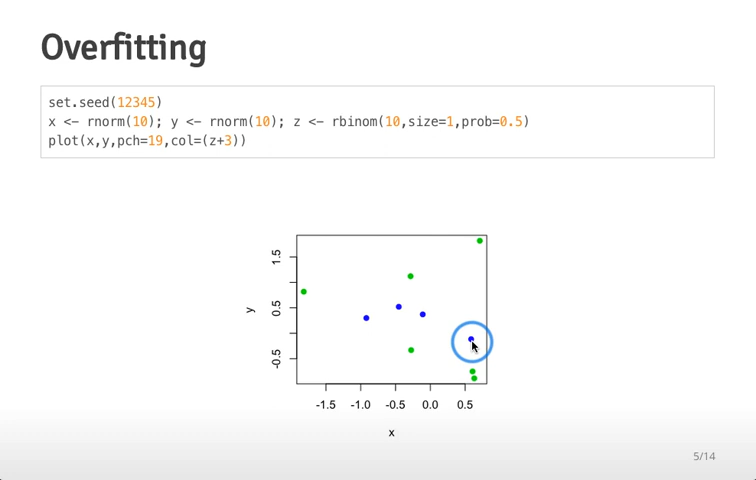 Overfitting
set.seed(12345)
x <- rnorm(10); y <- rnorm(10); z <- rbinom(10,size=1,prob=0.5)
plot(x,y,pch=19,col=(z+3))
1.5
0.5
-0.5
y
-1.5 -1.0 -0.5 0.0 0.5
x
5/14